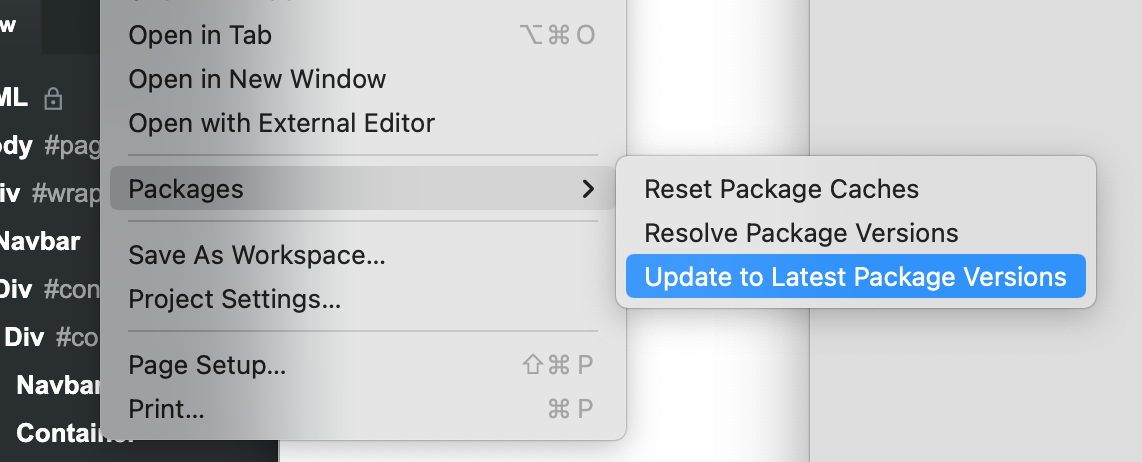 w
Open in Tab ⌥⌘O
Open in New Window
ML
Open with External Editor
dy #pag
Packages
Reset Package Caches
iv #wrap
Resolve Package Versions
Navbar
Save As Workspace...
Update to Latest Package Versions
Div #con
Project Settings...
Div #co
Page Setup... ⇧⌘P
Navbar
Print... ⌘P
Container